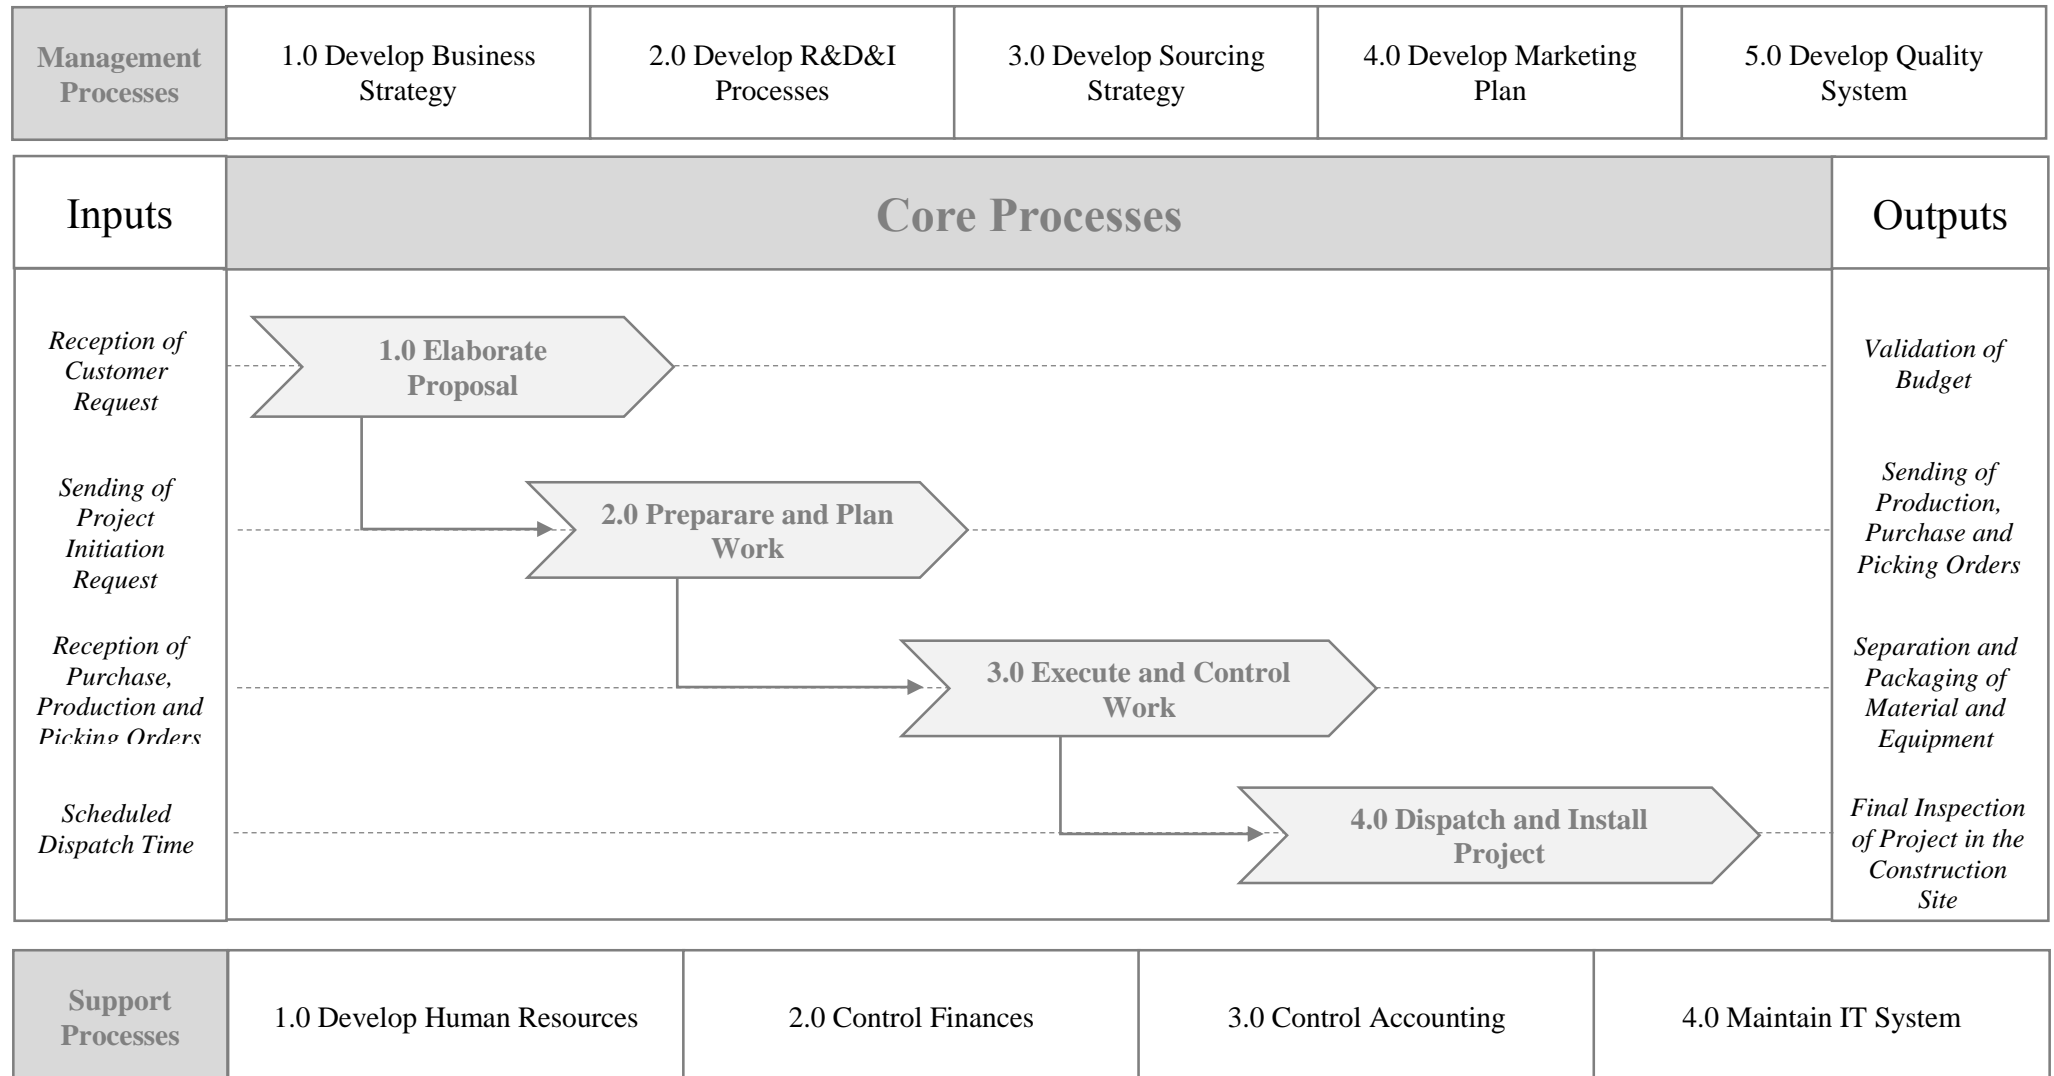 Management
Processes
1.0 Develop Business
Strategy
2.0 Develop R&D&I
Processes
3.0 Develop Sourcing
Strategy
4.0 Develop Marketing
Plan
5.0 Develop Quality
System
Inputs
Core Processes
Outputs
Reception of
Customer
Request
1.0 Elaborate
Proposal
Validation of
Budget
Sending of
Project
Initiation
Request
2.0 Preparare and Plan
Work
Sending of
Production,
Purchase and
Picking Orders
Reception of
Purchase,
Production and
Picking Orders
3.0 Execute and Control
Work
Separation and
Packaging of
Material and
Equipment
Scheduled
Dispatch Time
4.0 Dispatch and Install
Project
Final Inspection
of Project in the
Construction
Site
Support
Processes
1.0 Develop Human Resources
2.0 Control Finances
3.0 Control Accounting
4.0 Maintain IT System